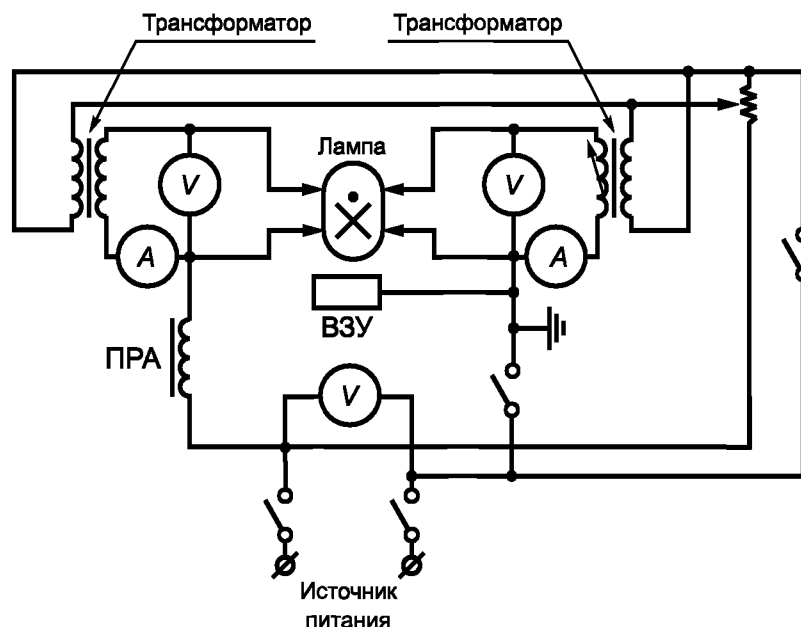 Трансформатор Трансформатор
Лампа
V V
A A
ВЗУ
ПРА
V
Источник
питания